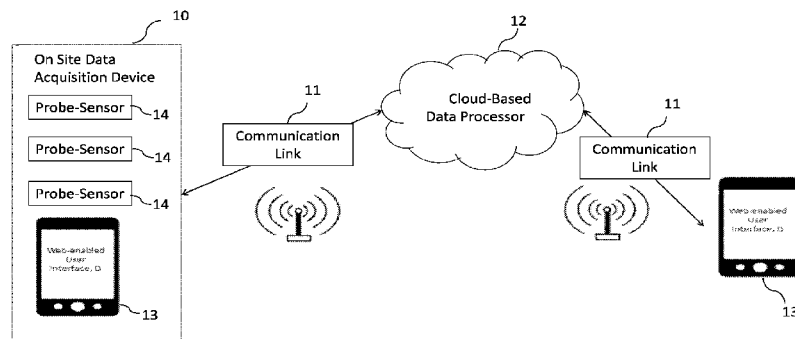 10
On Site Data
Acquisition Device
Probe-Sensor
14
Probe-Sensor
14
Probe-Sensor
14
Web-enabled
User
Interface, D
13
11
Communication
Link
12
Cloud-Based
Data Processor
11
Communication
Link
Web-enabled
User
Interface, D
13